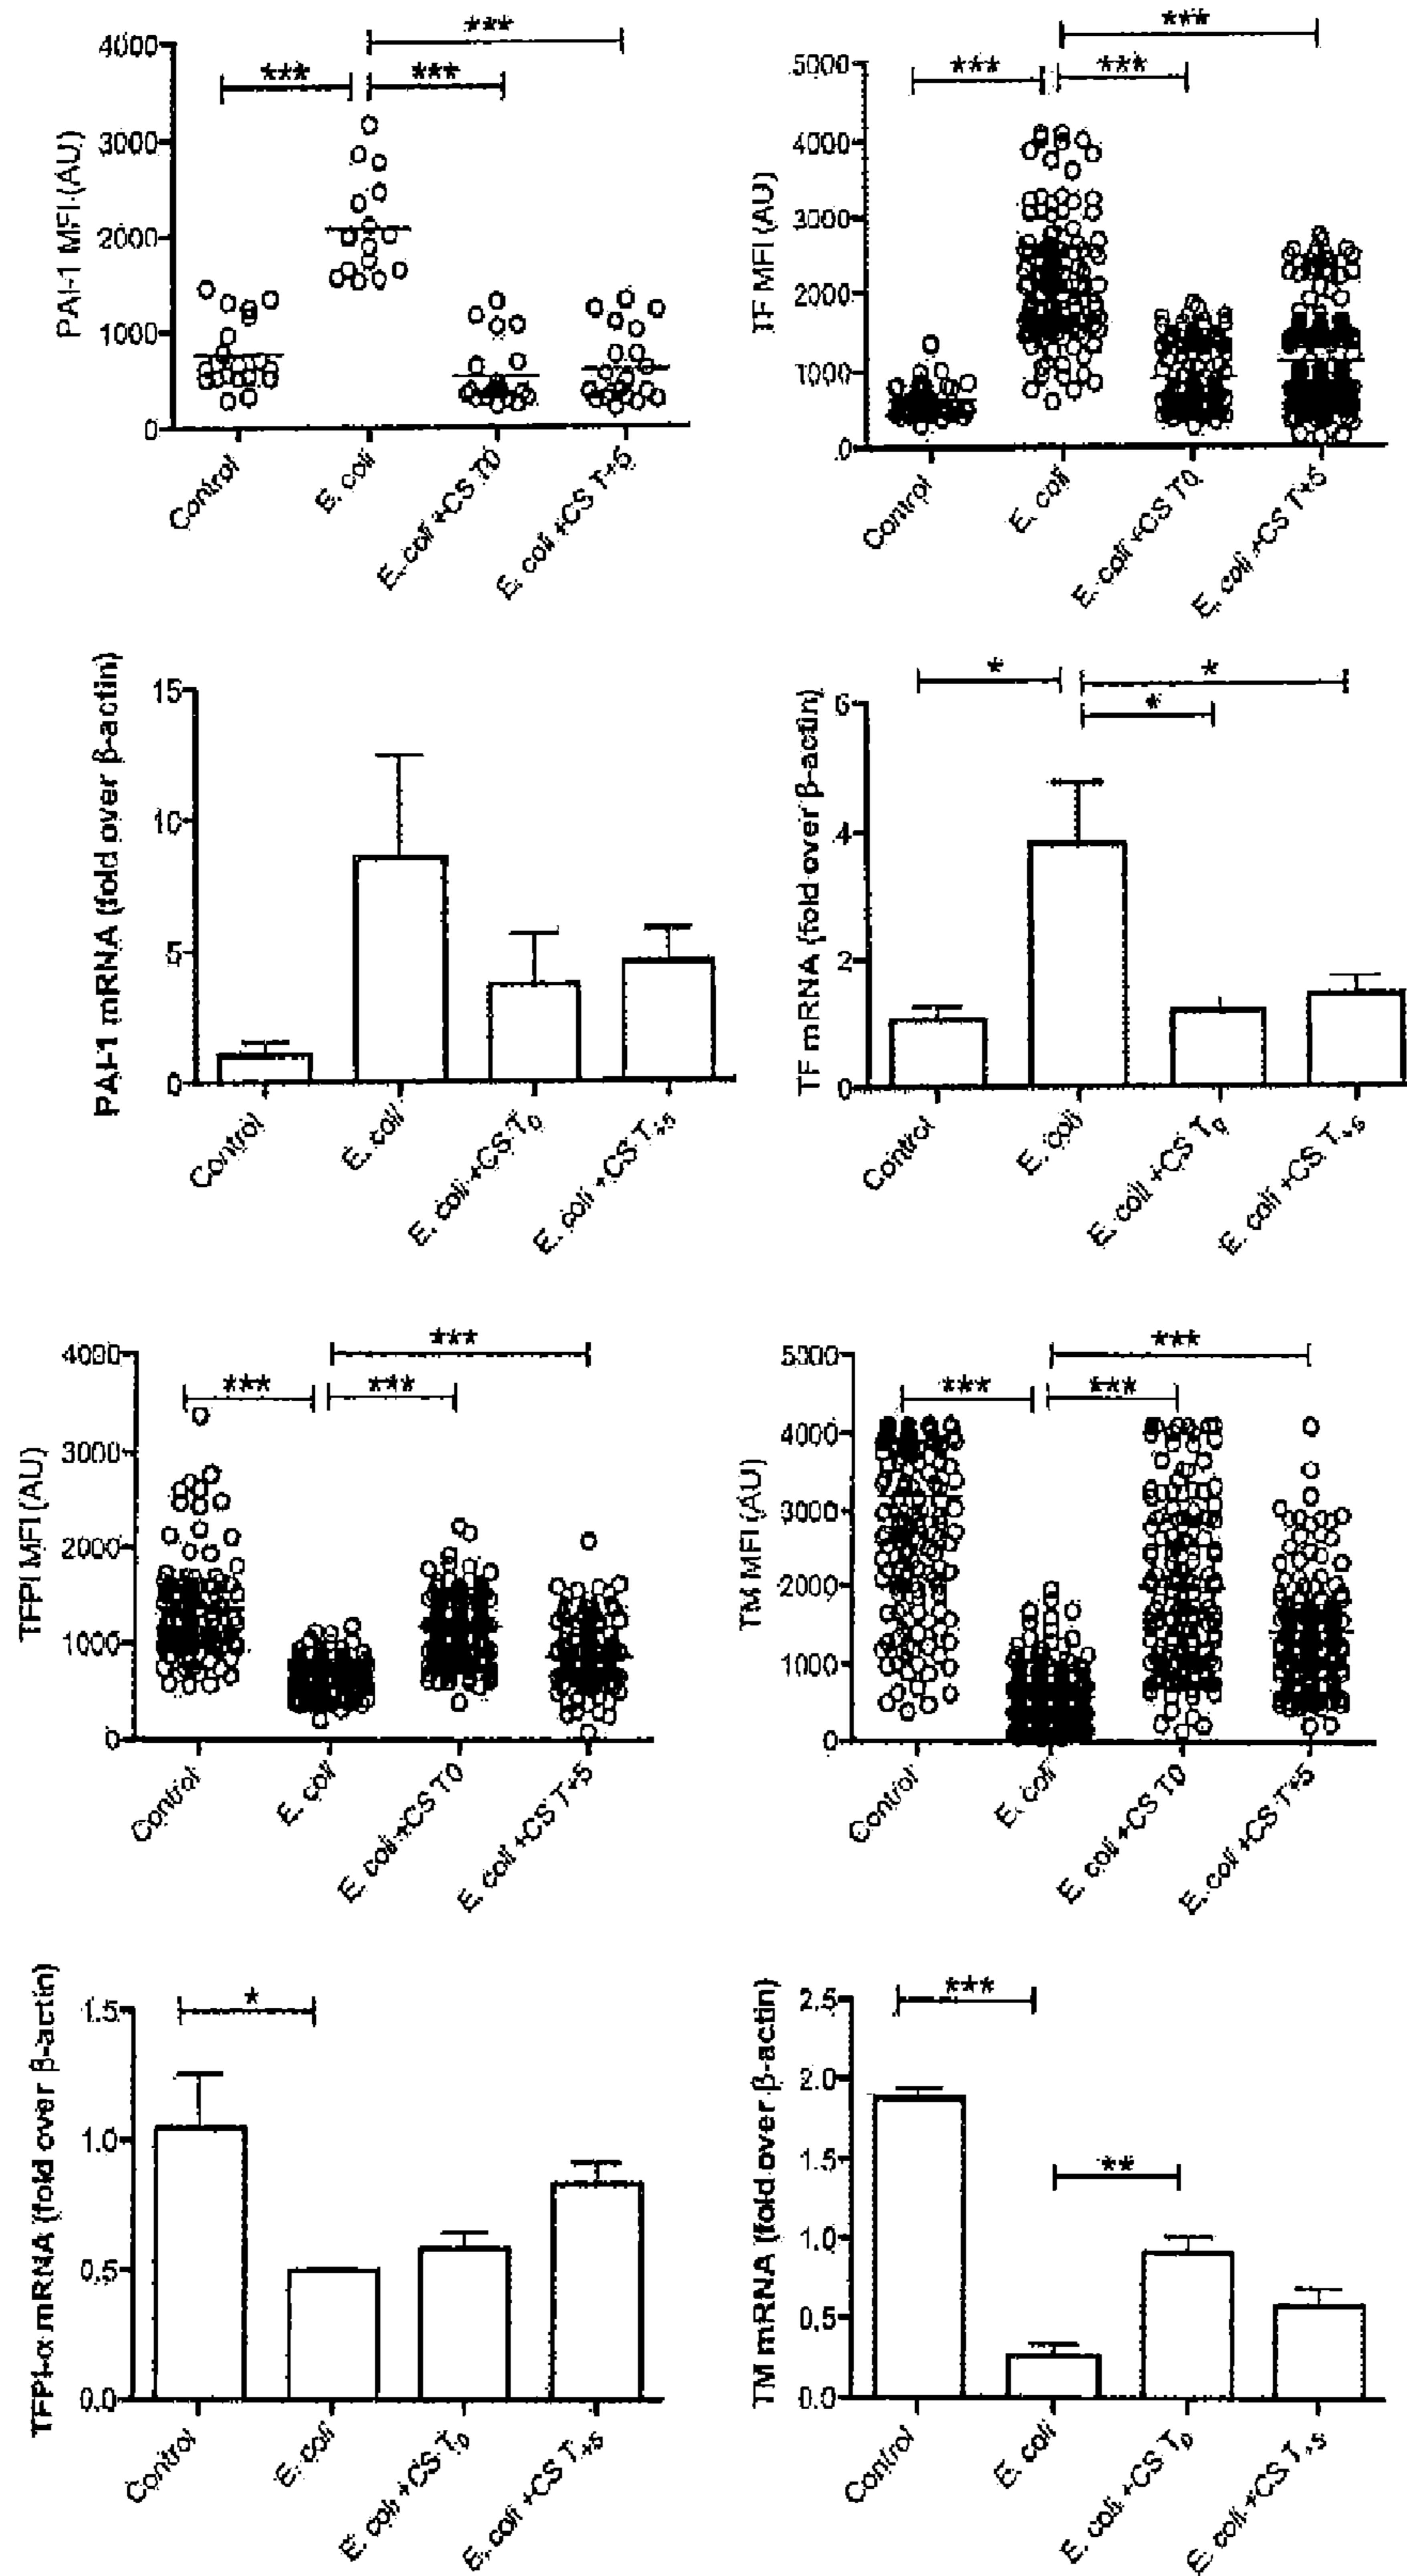 PAI-1 MFI (AU)
4000
3000
2000
1000
0
***
***
***
Control
E. coli
E. coli +CS T0
E. coli +CS T+5
TF MFI (AU)
5000
4000
3000
2000
1000
0
***
***
***
Control
E. coli
E. coli +CS T0
E. coli +CS T+5
PAI-1 mRNA (fold over β-actin)
15
10
5
0
Control
E. coli
E. coli +CS T0
E. coli +CS T+5
TF mRNA (fold over β-actin)
6
4
2
0
*
*
*
Control
E. coli
E. coli +CS T0
E. coli +CS T+5
TFPI MFI (AU)
4000
3000
2000
1000
0
***
***
***
Control
E. coli
E. coli +CS T0
E. coli +CS T+5
TM MFI (AU)
5000
4000
3000
2000
1000
0
***
***
***
Control
E. coli
E. coli +CS T0
E. coli +CS T+5
TFPI-α mRNA (fold over β-actin)
1.5
1.0
0.5
0.0
*
Control
E. coli
E. coli +CS T0
E. coli +CS T+5
TM mRNA (fold over β-actin)
2.5
2.0
1.5
1.0
0.5
0.0
***
**
Control
E. coli
E. coli +CS T0
E. coli +CS T+5